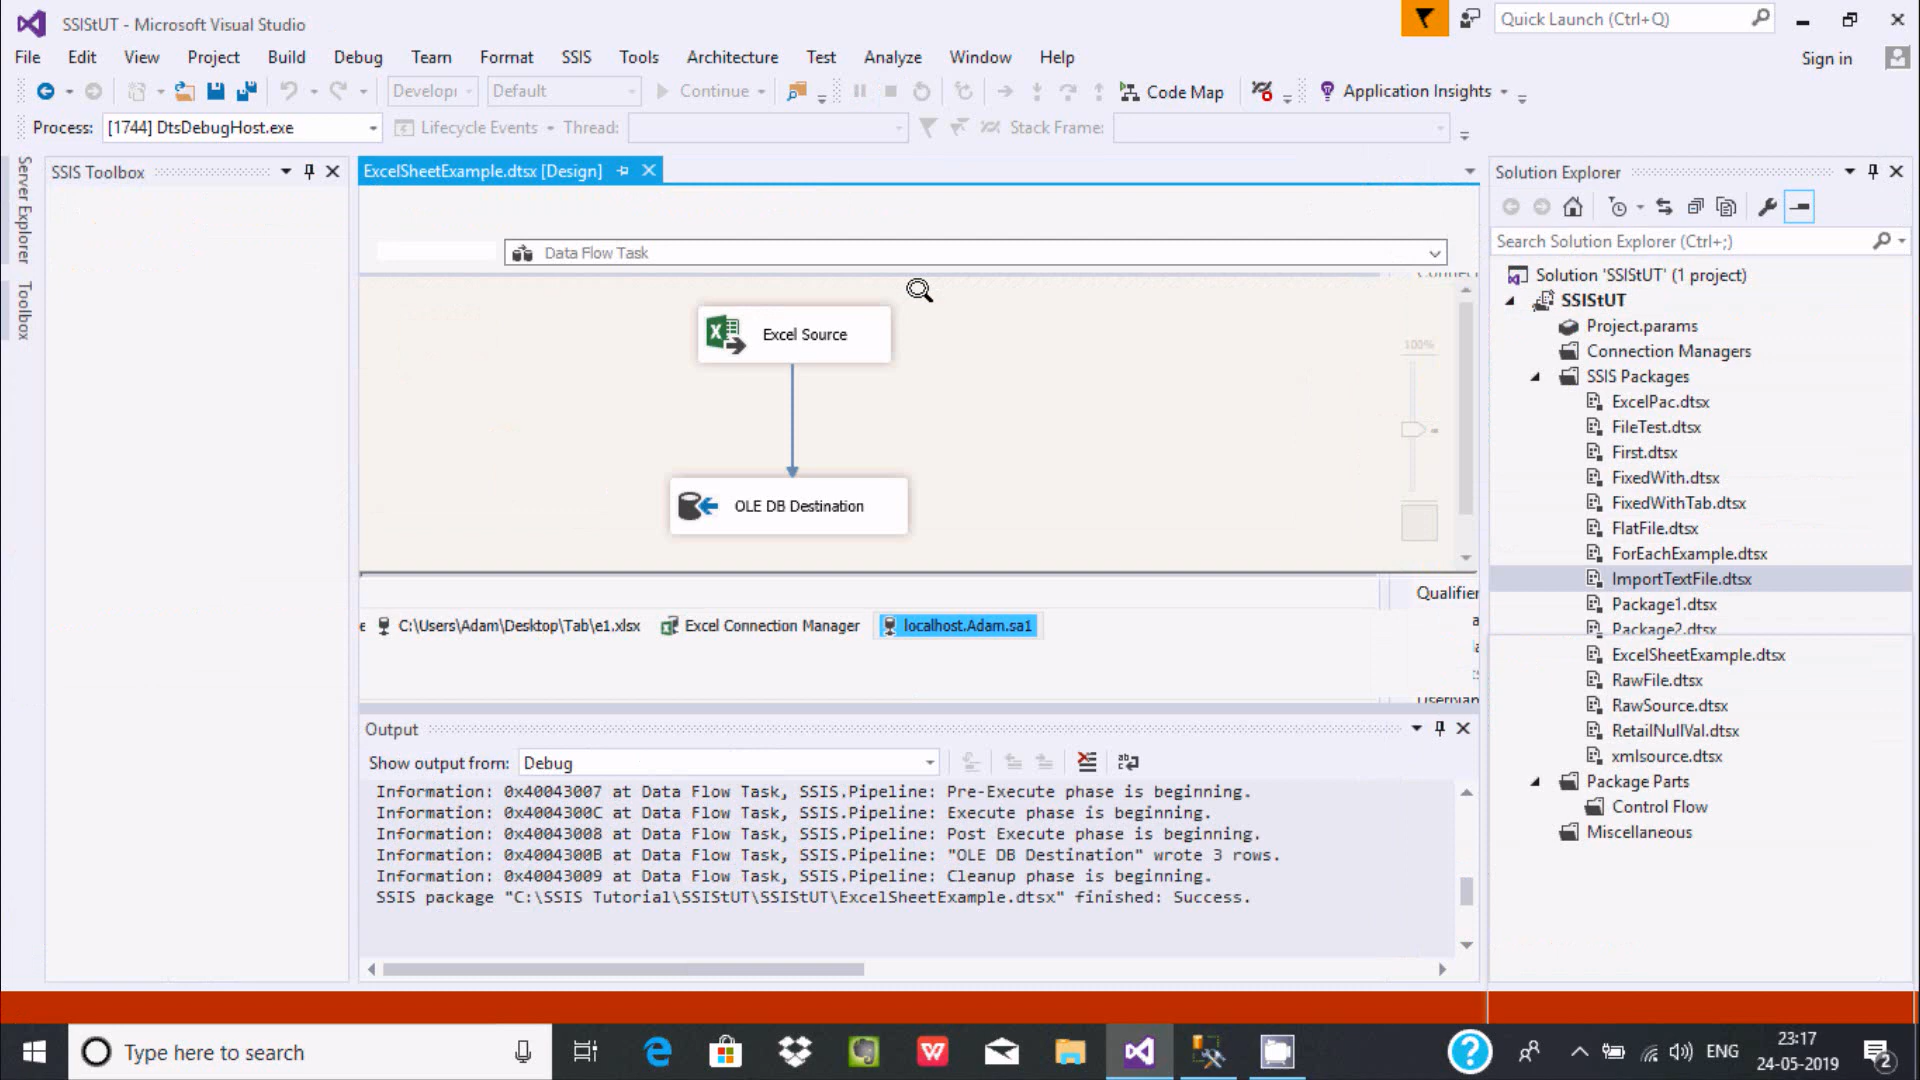 SSIStUT - Microsoft Visual Studio
Quick Launch (Ctrl+Q)
File Edit View Project Build Debug Team Format SSIS Tools Architecture Test Analyze Window Help
Sign in
Default
Continue
Code Map
Application Insights
Process: [1744] DtsDebugHost.exe
Lifecycle Events
Thread:
Stack Frame:
Server Explorer
Toolbox
SSIS Toolbox
ExcelSheetExample.dtsx [Design]
Data Flow Task
Excel Source
100%
OLE DB Destination
Qualifier
C:\Users\Adam\Desktop\Tab\e1.xlsx
Excel Connection Manager
localhost.Adam.sa1
Output
Show output from: Debug
Information: 0x40043007 at Data Flow Task, SSIS.Pipeline: Pre-Execute phase is beginning.
Information: 0x4004300C at Data Flow Task, SSIS.Pipeline: Execute phase is beginning.
Information: 0x40043008 at Data Flow Task, SSIS.Pipeline: Post Execute phase is beginning.
Information: 0x4004300B at Data Flow Task, SSIS.Pipeline: "OLE DB Destination" wrote 3 rows.
Information: 0x40043009 at Data Flow Task, SSIS.Pipeline: Cleanup phase is beginning.
SSIS package "C:\SSIS Tutorial\SSIStUT\SSIStUT\ExcelSheetExample.dtsx" finished: Success.
Solution Explorer
Search Solution Explorer (Ctrl+;)
Solution 'SSIStUT' (1 project)
SSIStUT
Project.params
Connection Managers
SSIS Packages
ExcelPac.dtsx
FileTest.dtsx
First.dtsx
FixedWith.dtsx
FixedWithTab.dtsx
FlatFile.dtsx
ForEachExample.dtsx
ImportTextFile.dtsx
Package1.dtsx
Package2.dtsx
ExcelSheetExample.dtsx
RawFile.dtsx
RawSource.dtsx
RetailNullVal.dtsx
xmlsource.dtsx
Package Parts
Control Flow
Miscellaneous
Type here to search
ENG
23:17
24-05-2019
2